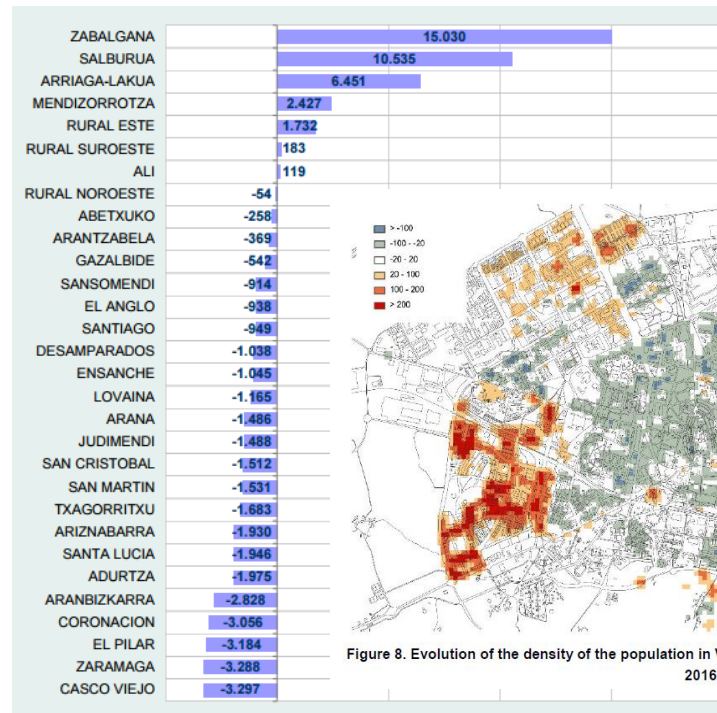 ZABALGANA 15.030
SALBURUA 10.535
ARRIAGA-LAKUA 6.451
MENDIZORROTZA 2.427
RURAL ESTE 1.732
RURAL SUROESTE 183
ALI 119
RURAL NOROESTE -54
ABETXUKO -258
ARANTZABELA -369
GAZALBIDE -542
SANSOMENDI -914
EL ANGLO -938
SANTIAGO -949
DESAMPARADOS -1.038
ENSANCHE -1.045
LOVAINA -1.165
ARANA -1.486
JUDIMENDI -1.488
SAN CRISTOBAL -1.512
SAN MARTIN -1.531
TXAGORRITXU -1.683
ARIZNABARRA -1.930
SANTA LUCIA -1.946
ADURTZA -1.975
ARANBIZKARRA -2.828
CORONACION -3.056
EL PILAR -3.184
ZARAMAGA -3.288
CASCO VIEJO -3.297
> -100
-100 - -20
-20 - 20
20 - 100
100 - 200
> 200
Figure 8. Evolution of the density of the population in V
2016